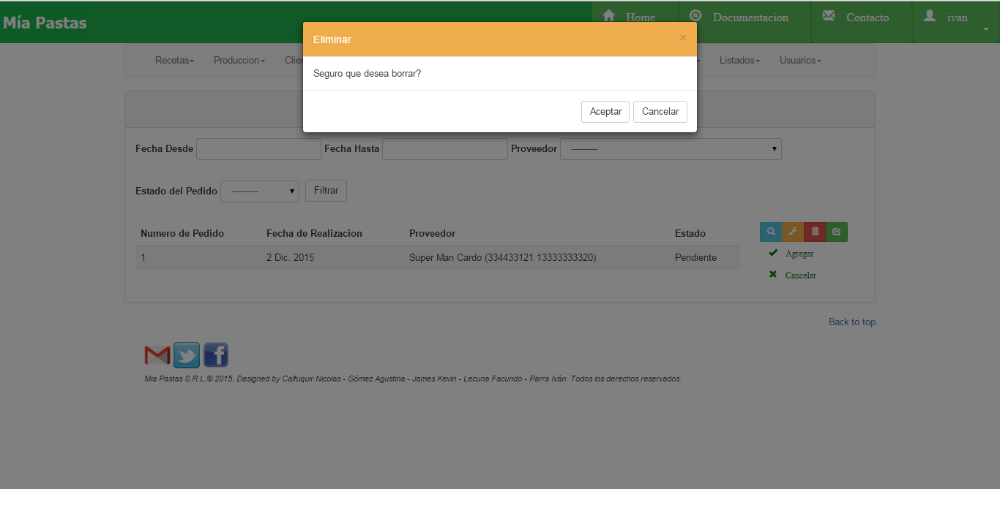 Mía Pastas
Home
Documentacion
Contacto
ivan
Eliminar ×
Seguro que desea borrar?
Aceptar Cancelar
Recetas Produccion Listados Usuarios
Fecha Desde Fecha Hasta Proveedor ---------
Estado del Pedido --------- Filtrar
Numero de Pedido Fecha de Realizacion Proveedor Estado
1 2 Dic. 2015 Super Man Cardo (334433121 13333333320) Pendiente
Agregar
Cancelar
Back to top
Mia Pastas S.R.L.© 2015. Designed by Calfuquir Nicolas - Gómez Agustina - James Kevin - Lecuna Facundo - Parra Iván. Todos los derechos reservados.